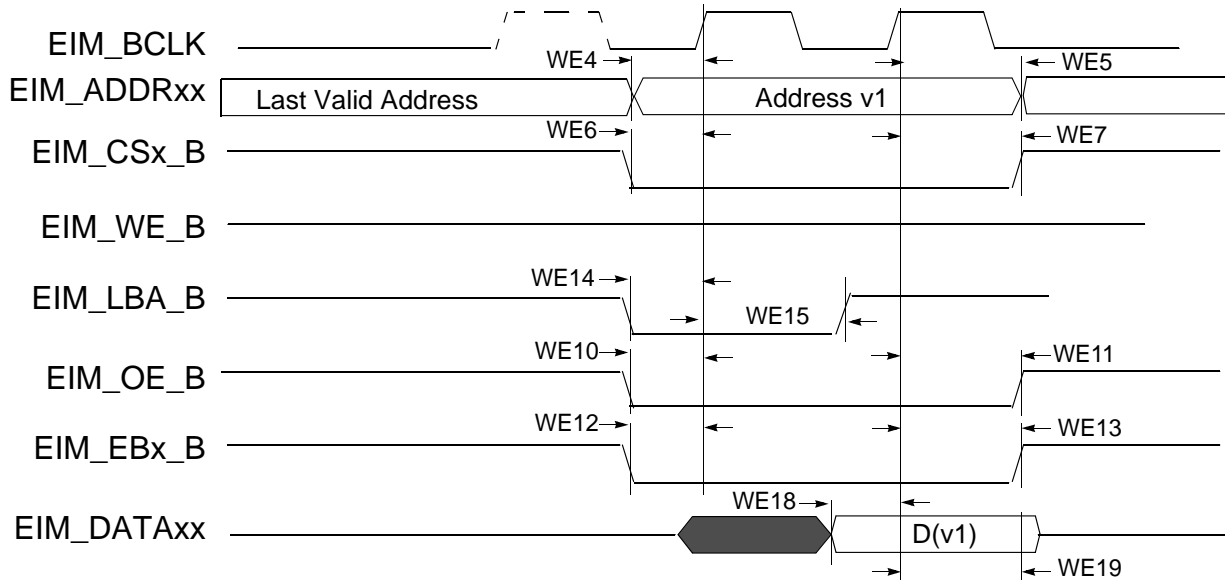 EIM_BCLK
WE4
WE5
EIM_ADDRxx
Last Valid Address
Address v1
WE6
WE7
EIM_CSx_B
EIM_WE_B
WE14
EIM_LBA_B
WE15
WE10
WE11
EIM_OE_B
WE12
WE13
EIM_EBx_B
WE18
EIM_DATAxx
D(v1)
WE19